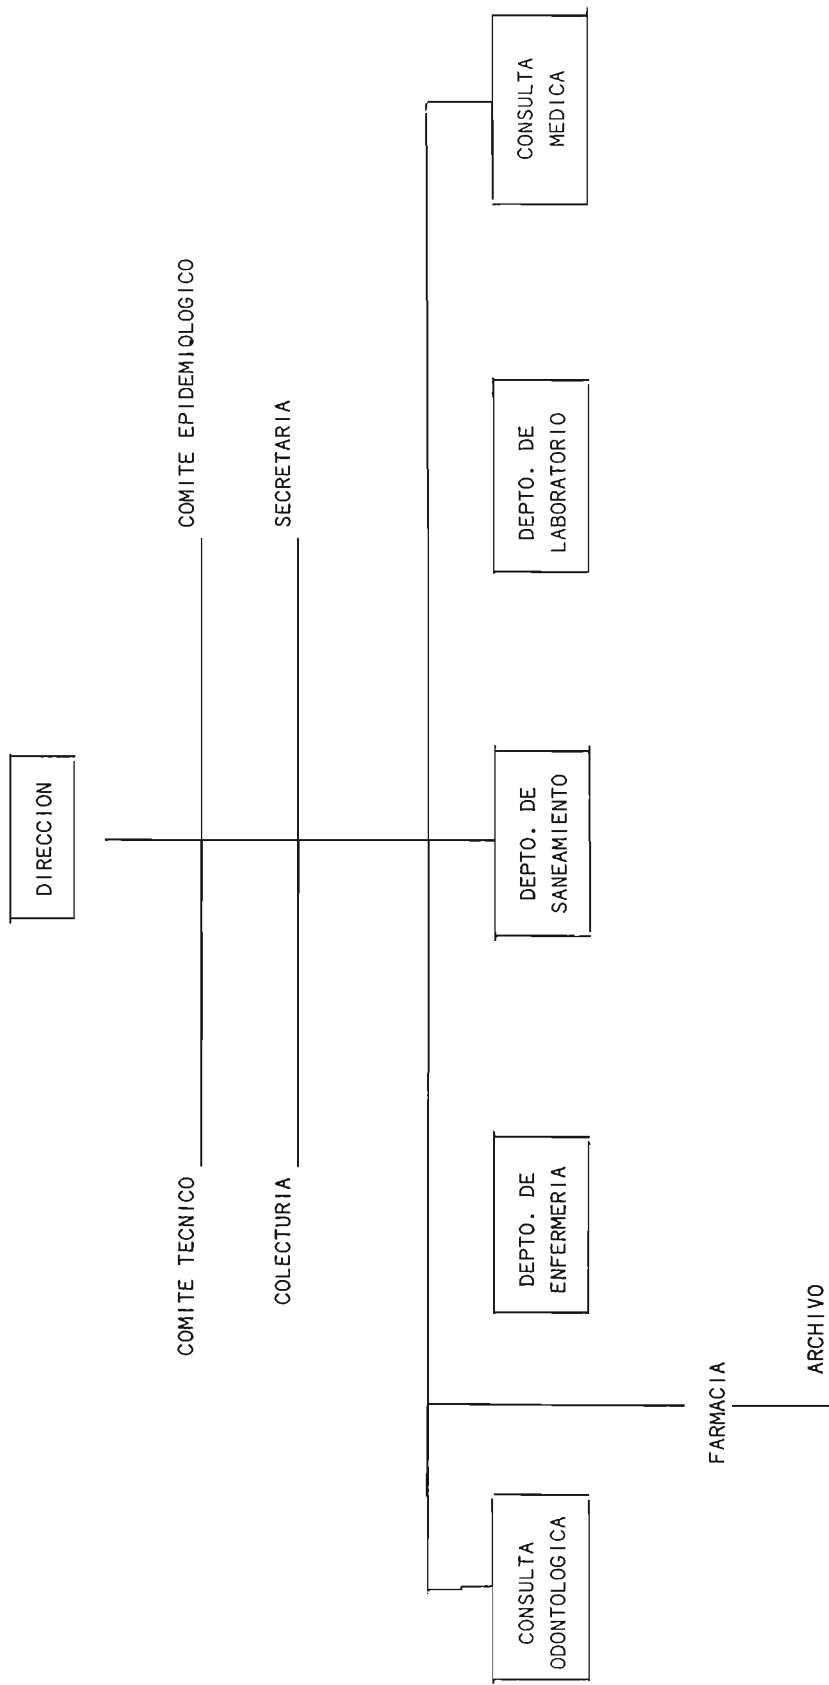 DIRECCION
COMITE TECNICO
COMITE EPIDEMIOLOGICO
COLECTURIA
SECRETARIA
CONSULTA
ODONTOLOGICA
DEPTO. DE
ENFERMERIA
DEPTO. DE
SANEAMIENTO
DEPTO. DE
LABORATORIO
CONSULTA
MEDICA
FARMACIA
ARCHIVO